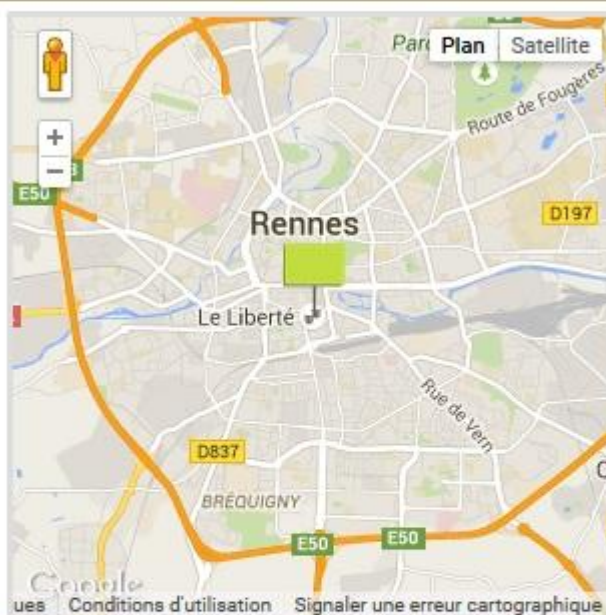 Parc
Plan Satellite
Route de Fougères
+
−
E50
D197
Rennes
Le Liberté
Rue de Vern
D837
BRÉQUIGNY
E50
E50
Google
ues Conditions d'utilisation Signaler une erreur cartographique